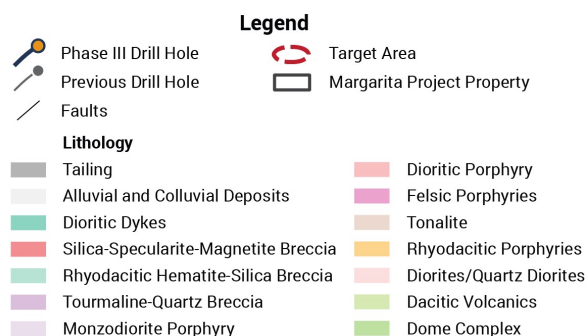 Legend
Phase III Drill Hole
Target Area
Previous Drill Hole
Margarita Project Property
Faults
Lithology
Tailing
Dioritic Porphyry
Alluvial and Colluvial Deposits
Felsic Porphyries
Dioritic Dykes
Tonalite
Silica-Specularite-Magnetite Breccia
Rhyodacitic Porphyries
Rhyodacitic Hematite-Silica Breccia
Diorites/Quartz Diorites
Tourmaline-Quartz Breccia
Dacitic Volcanics
Monzodiorite Porphyry
Dome Complex